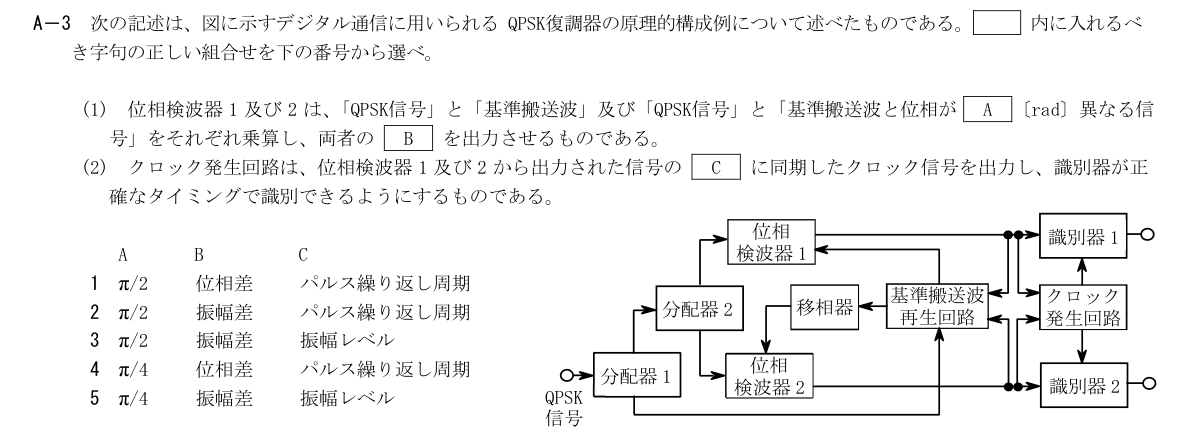 A－3 次の記述は、図に示すデジタル通信に用いられる QPSK復調器の原理的構成例について述べたものである。 内に入れるべ
き字句の正しい組合せを下の番号から選べ。
(1) 位相検波器 1 及び 2 は、「QPSK信号」と「基準搬送波」及び「QPSK信号」と「基準搬送波と位相が A 〔rad〕異なる信
号」をそれぞれ乗算し、両者の B を出力させるものである。
(2) クロック発生回路は、位相検波器 1 及び 2 から出力された信号の C に同期したクロック信号を出力し、識別器が正
確なタイミングで識別できるようにするものである。
A B C
1 π/2 位相差 パルス繰り返し周期
2 π/2 振幅差 パルス繰り返し周期
3 π/2 振幅差 振幅レベル
4 π/4 位相差 パルス繰り返し周期
5 π/4 振幅差 振幅レベル
位相
検波器 1
識別器 1
分配器 2
移相器
基準搬送波
再生回路
クロック
発生回路
分配器 1
位相
検波器 2
識別器 2
QPSK
信号